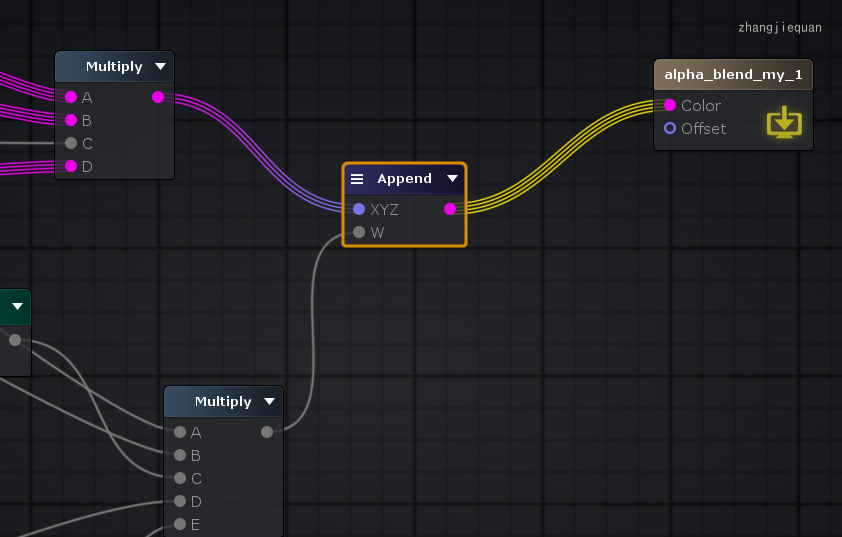 zhangjiequan
Multiply
A
B
C
D
alpha_blend_my_1
Color
Offset
Append
XYZ
W
Multiply
A
B
C
D
E